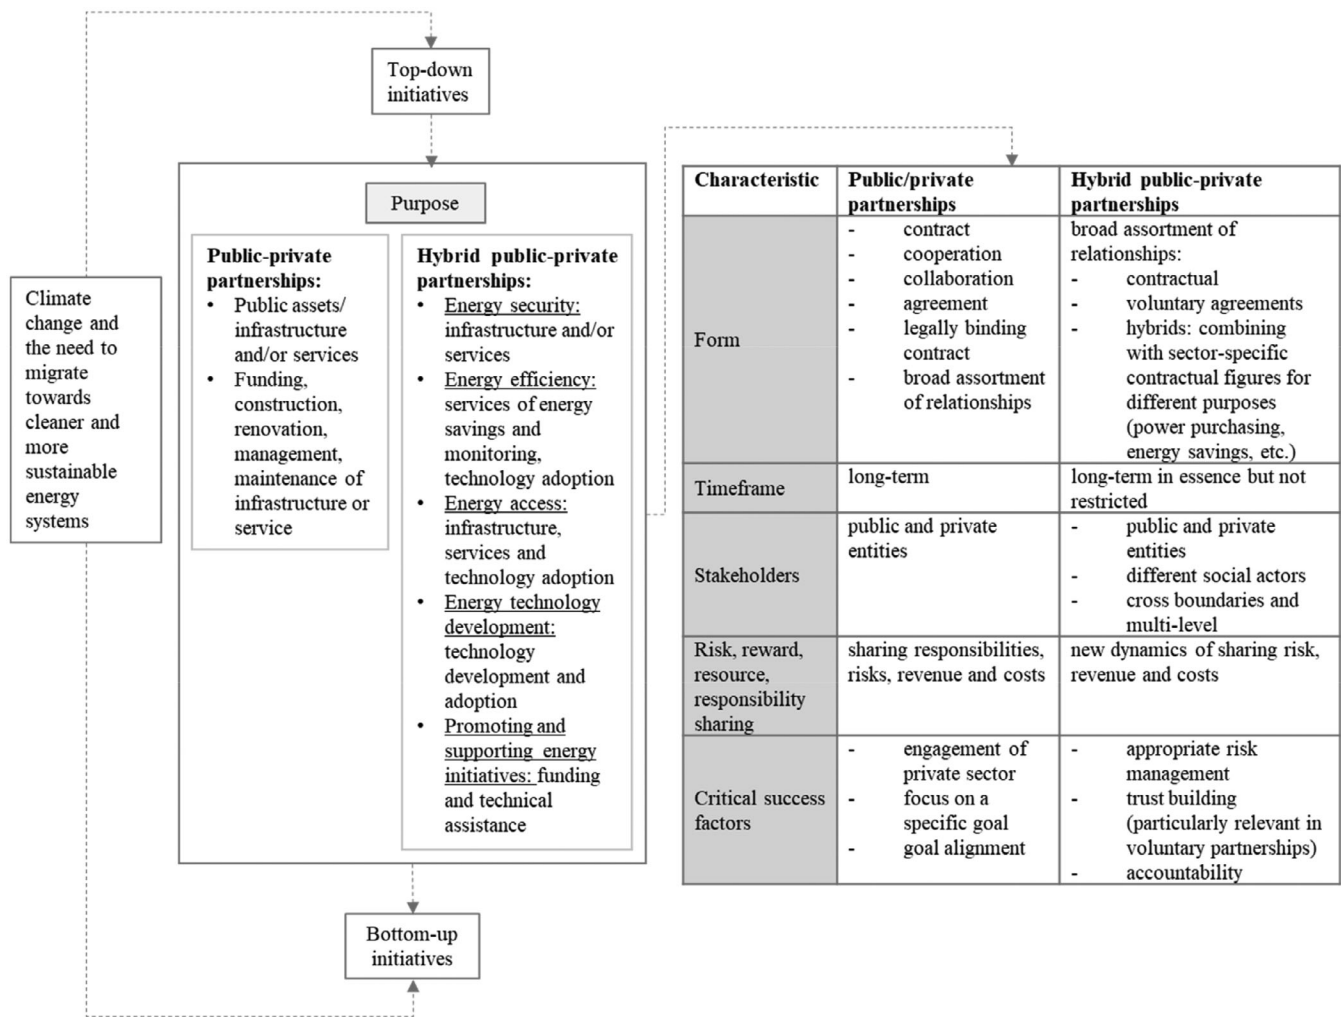 Top-down
initiatives
Climate
change and
the need to
migrate
towards
cleaner and
more
sustainable
energy
systems
Purpose
Public-private
partnerships:
• Public assets/
infrastructure
and/or services
• Funding,
construction,
renovation,
management,
maintenance of
infrastructure or
service
Hybrid public-private
partnerships:
• Energy security:
infrastructure and/or
services
• Energy efficiency:
services of energy
savings and
monitoring,
technology adoption
• Energy access:
infrastructure,
services and
technology adoption
• Energy technology
development:
technology
development and
adoption
• Promoting and
supporting energy
initiatives: funding
and technical
assistance
Bottom-up
initiatives
Characteristic
Public/private
partnerships
Hybrid public-private
partnerships
Form
- contract
- cooperation
- collaboration
- agreement
- legally binding
contract
- broad assortment
of relationships
broad assortment of
relationships:
- contractual
- voluntary agreements
- hybrids: combining
with sector-specific
contractual figures for
different purposes
(power purchasing,
energy savings, etc.)
Timeframe
long-term
long-term in essence but not
restricted
Stakeholders
public and private
entities
- public and private
entities
- different social actors
- cross boundaries and
multi-level
Risk, reward,
resource,
responsibility
sharing
sharing responsibilities,
risks, revenue and costs
new dynamics of sharing risk,
revenue and costs
Critical success
factors
- engagement of
private sector
- focus on a
specific goal
- goal alignment
- appropriate risk
management
- trust building
(particularly relevant in
voluntary partnerships)
- accountability